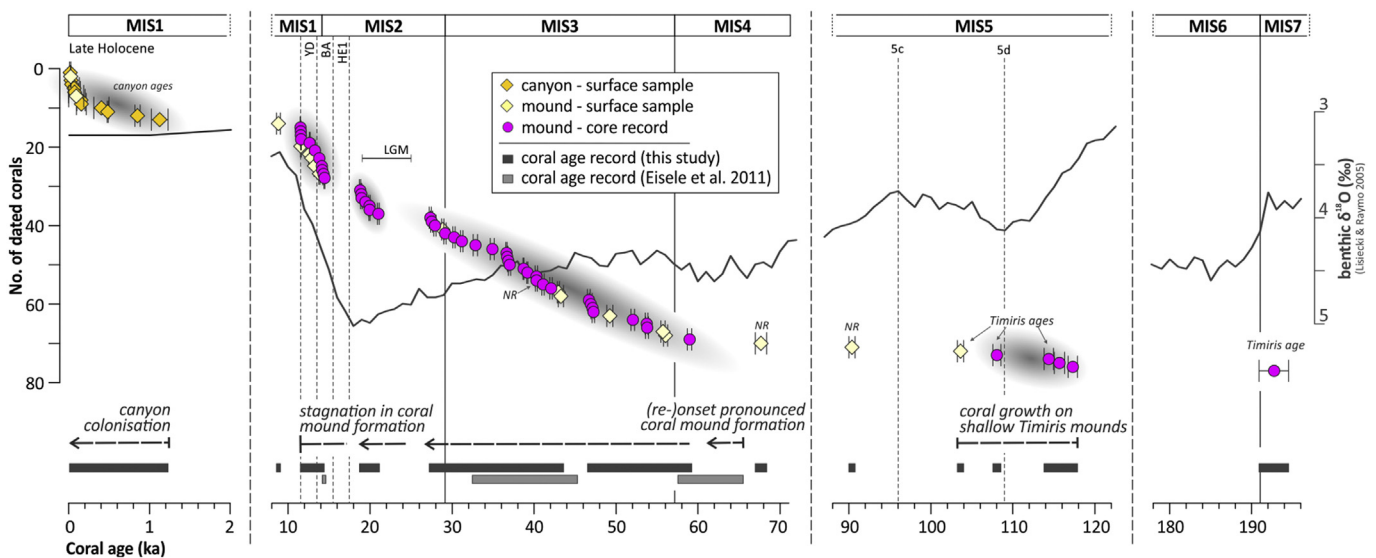 MIS1
MIS1 MIS2 MIS3 MIS4
MIS5
MIS6 MIS7
Late Holocene
YD
BA
HE1
5c
5d
canyon ages
LGM
canyon - surface sample
mound - surface sample
mound - core record
coral age record (this study)
coral age record (Eisele et al. 2011)
No. of dated corals
0
20
40
60
80
3
4
5
benthic δ18O (‰)
(Lisiecki & Raymo 2005)
NR
NR
NR
Timiris ages
Timiris age
canyon
colonisation
stagnation in coral
mound formation
(re-)onset pronounced
coral mound formation
coral growth on
shallow Timiris mounds
0 1 2
10 20 30 40 50 60 70
90 100 110 120
180 190
Coral age (ka)